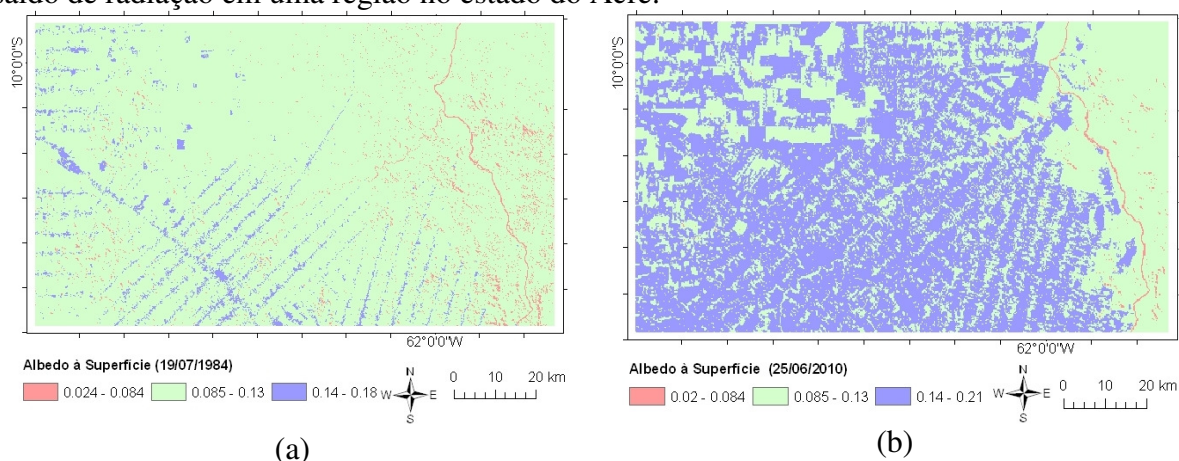 saldo de radiação em uma região no estado do Acre.
10°0'0"S
62°0'0"W
Albedo à Superfície (19/07/1984)
0.024 - 0.084 0.085 - 0.13 0.14 - 0.18
N
W E
S
0 10 20 km
(a)
10°0'0"S
62°0'0"W
Albedo à Superfície (25/06/2010)
0.02 - 0.084 0.085 - 0.13 0.14 - 0.21
N
W E
S
0 10 20 km
(b)